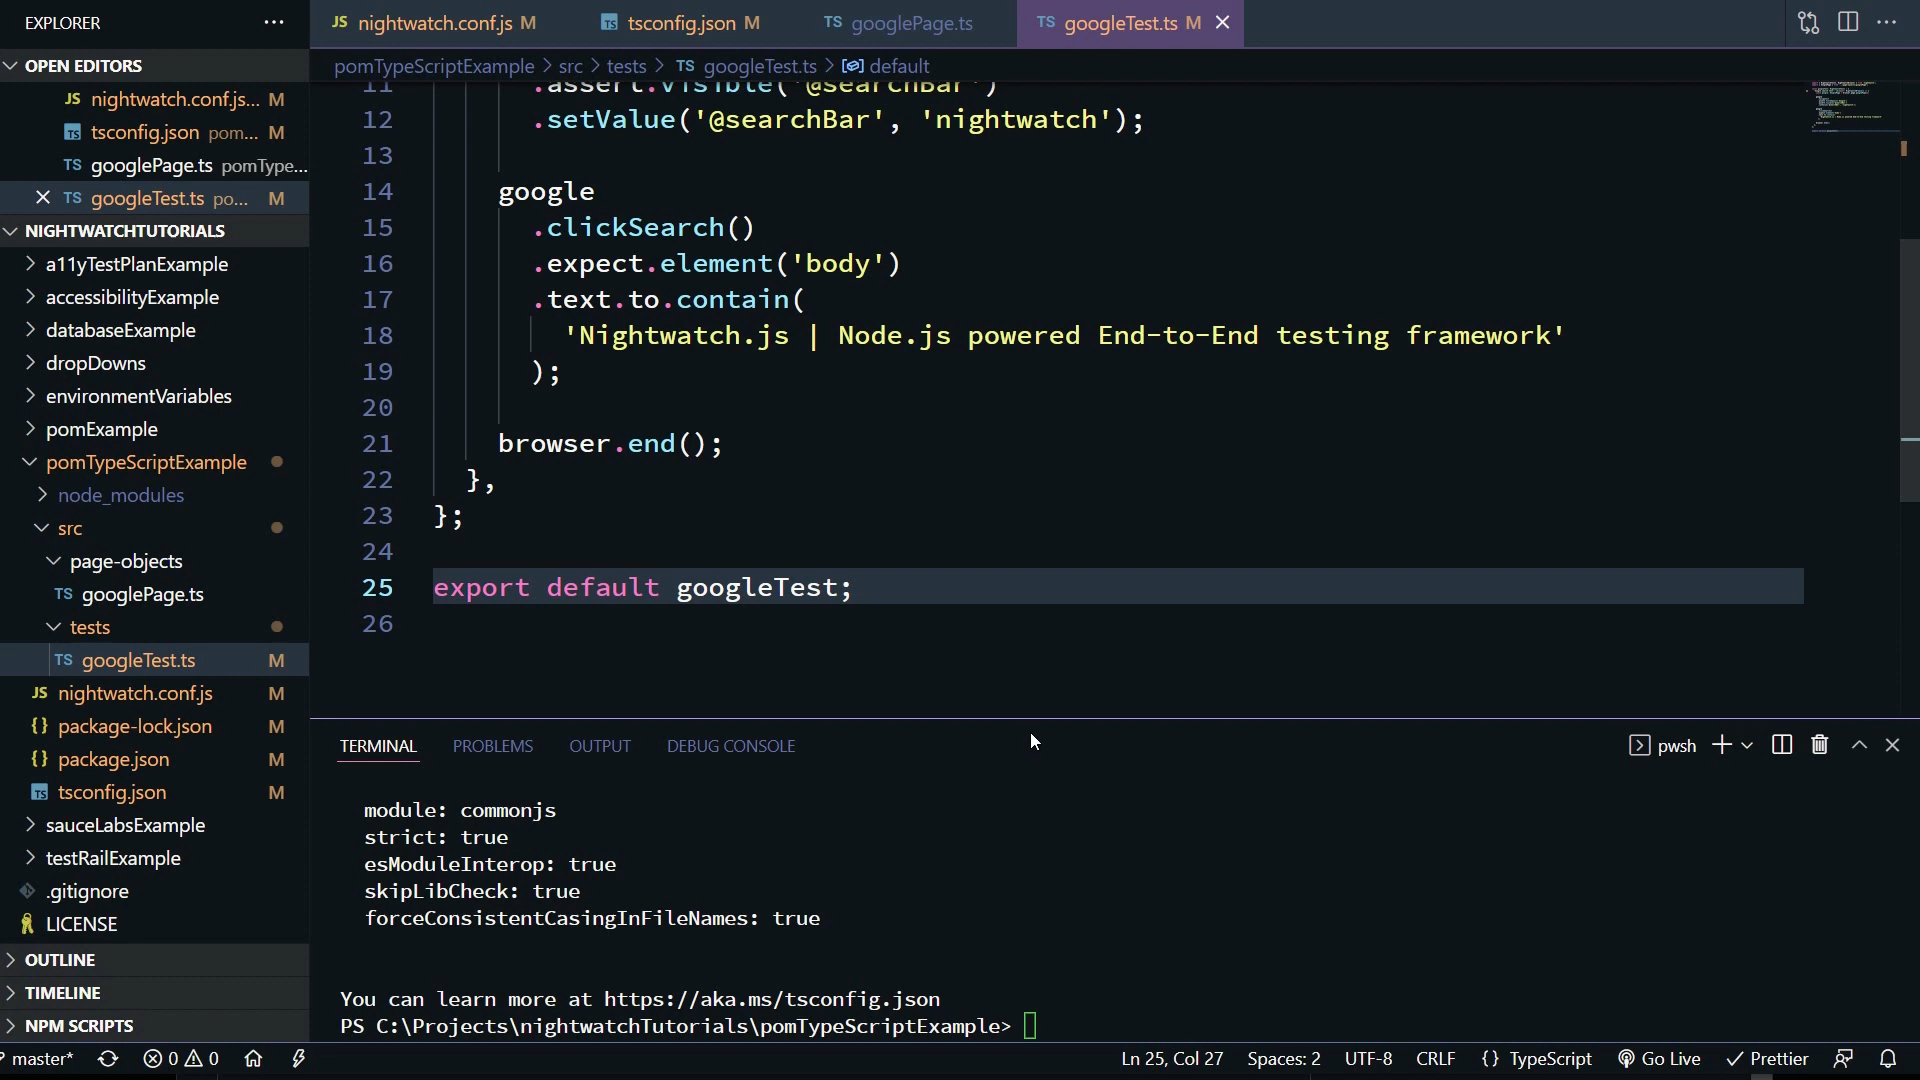 EXPLORER
JS nightwatch.conf.js M
TS tsconfig.json M
TS googlePage.ts
TS googleTest.ts M
OPEN EDITORS
JS nightwatch.conf.js... M
TS tsconfig.json pom... M
TS googlePage.ts pomType...
TS googleTest.ts po... M
NIGHTWATCHTUTORIALS
a11yTestPlanExample
accessibilityExample
databaseExample
dropDowns
environmentVariables
pomExample
pomTypeScriptExample
node_modules
src
page-objects
TS googlePage.ts
tests
TS googleTest.ts M
JS nightwatch.conf.js M
{} package-lock.json M
{} package.json M
TS tsconfig.json M
sauceLabsExample
testRailExample
.gitignore
LICENSE
OUTLINE
TIMELINE
NPM SCRIPTS
pomTypeScriptExample > src > tests > TS googleTest.ts > default
11 .assert.visible('@searchBar')
12 .setValue('@searchBar', 'nightwatch');
13
14 google
15 .clickSearch()
16 .expect.element('body')
17 .text.to.contain(
18 'Nightwatch.js | Node.js powered End-to-End testing framework'
19 );
20
21 browser.end();
22 },
23 };
24
25 export default googleTest;
26
TERMINAL PROBLEMS OUTPUT DEBUG CONSOLE
pwsh
module: commonjs
strict: true
esModuleInterop: true
skipLibCheck: true
forceConsistentCasingInFileNames: true
You can learn more at https://aka.ms/tsconfig.json
PS C:\Projects\nightwatchTutorials\pomTypeScriptExample>
master* 0 0 Ln 25, Col 27 Spaces: 2 UTF-8 CRLF {} TypeScript Go Live Prettier